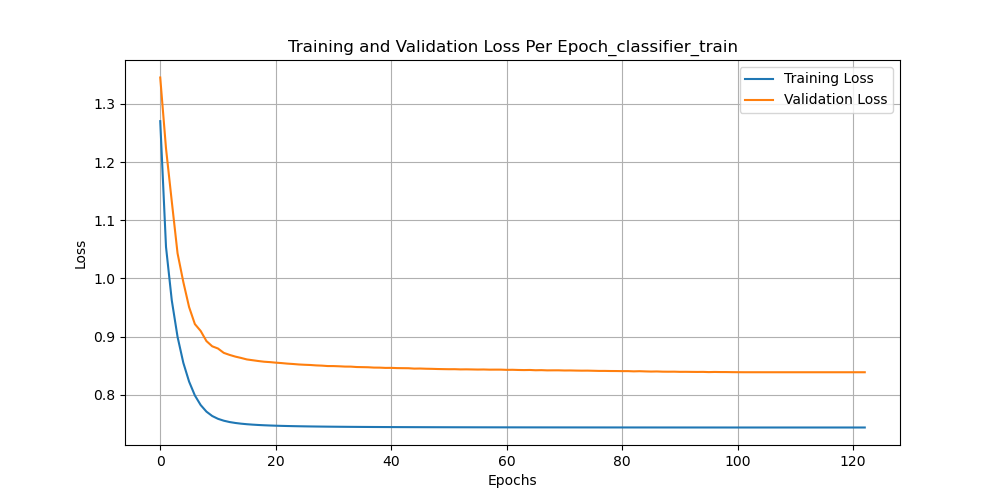 Training and Validation Loss Per Epoch_classifier_train
Training Loss
Validation Loss
1.3
1.2
1.1
1.0
0.9
0.8
Loss
0 20 40 60 80 100 120
Epochs